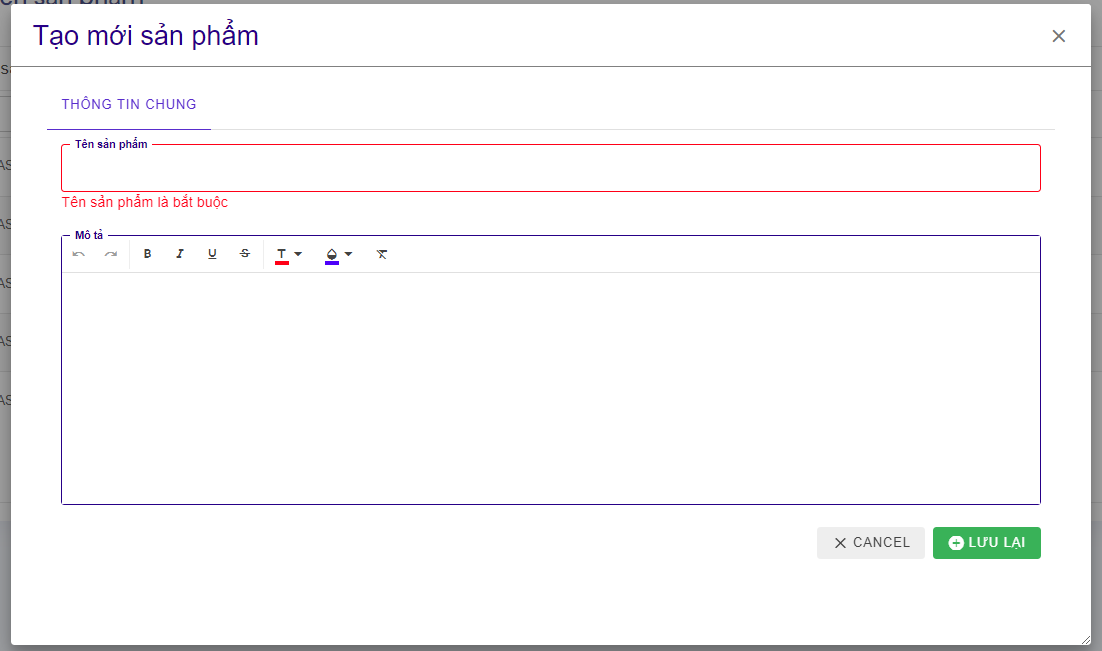 Tạo mới sản phẩm
THÔNG TIN CHUNG
Tên sản phẩm
Tên sản phẩm là bắt buộc
Mô tả
B I U S T
CANCEL
LƯU LẠI